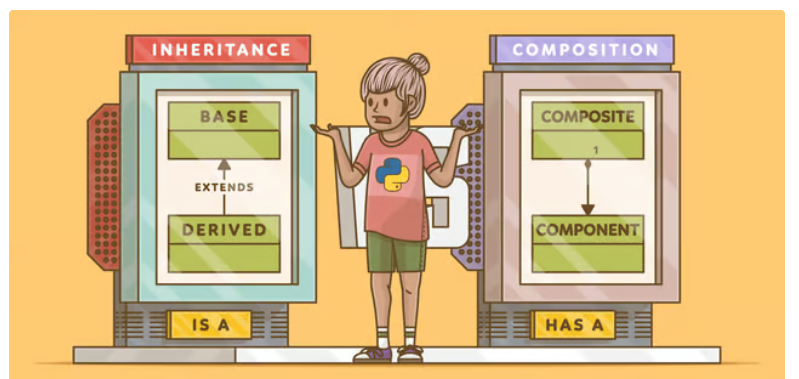 INHERITANCE
BASE
EXTENDS
DERIVED
IS A
COMPOSITION
COMPOSITE
1
COMPONENT
HAS A